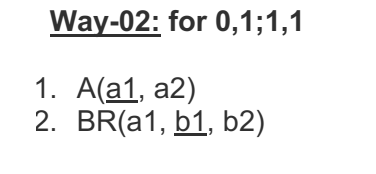 Way-02: for 0,1;1,1
1. A(a1, a2)
2. BR(a1, b1, b2)